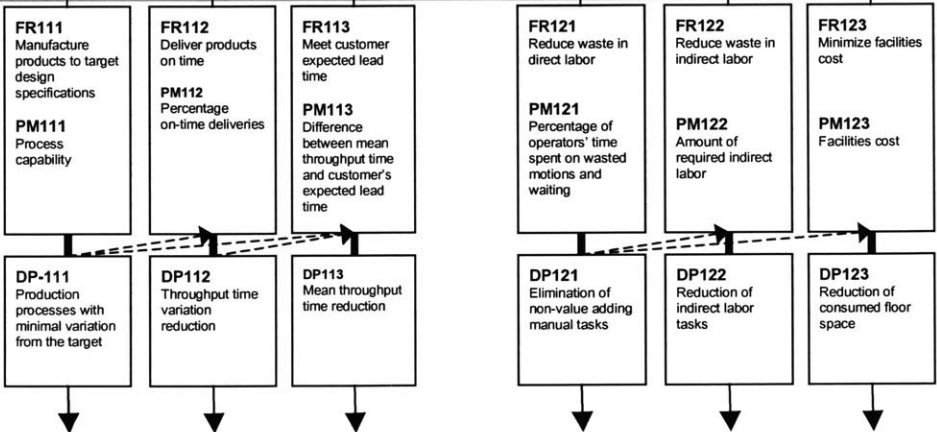 FR111
Manufacture
products to target
design
specifications
PM111
Process
capability
FR112
Deliver products
on time
PM112
Percentage
on-time deliveries
FR113
Meet customer
expected lead
time
PM113
Difference
between mean
throughput time
and customer's
expected lead
time
FR121
Reduce waste in
direct labor
PM121
Percentage of
operators' time
spent on wasted
motions and
waiting
FR122
Reduce waste in
indirect labor
PM122
Amount of
required indirect
labor
FR123
Minimize facilities
cost
PM123
Facilities cost
DP-111
Production
processes with
minimal variation
from the target
DP112
Throughput time
variation
reduction
DP113
Mean throughput
time reduction
DP121
Elimination of
non-value adding
manual tasks
DP122
Reduction of
indirect labor
tasks
DP123
Reduction of
consumed floor
space